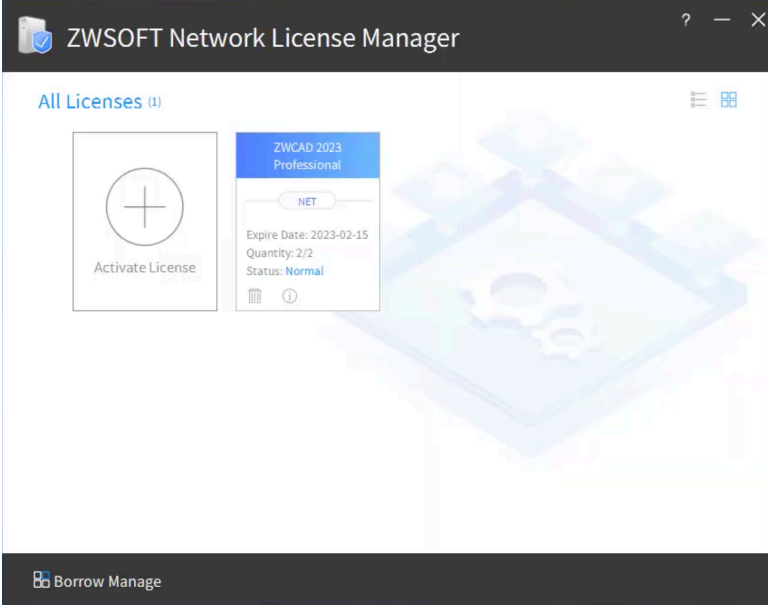 ZWSOFT Network License Manager
?
All Licenses (1)
Activate License
ZWCAD 2023
Professional
NET
Expire Date: 2023-02-15
Quantity: 2/2
Status: Normal
Borrow Manage